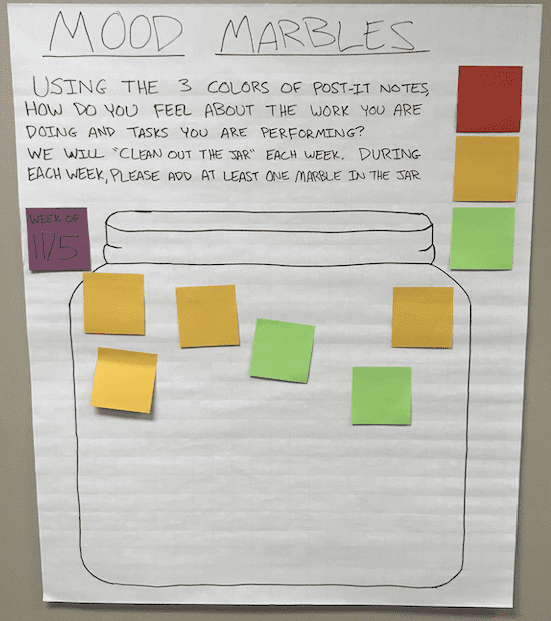 MOOD MARBLES
USING THE 3 COLORS OF POST-IT NOTES,
HOW DO YOU FEEL ABOUT THE WORK YOU ARE
DOING AND TASKS YOU ARE PERFORMING?
WE WILL "CLEAN OUT THE JAR" EACH WEEK. DURING
EACH WEEK, PLEASE ADD AT LEAST ONE MARBLE IN THE JAR
WEEK OF
11/5